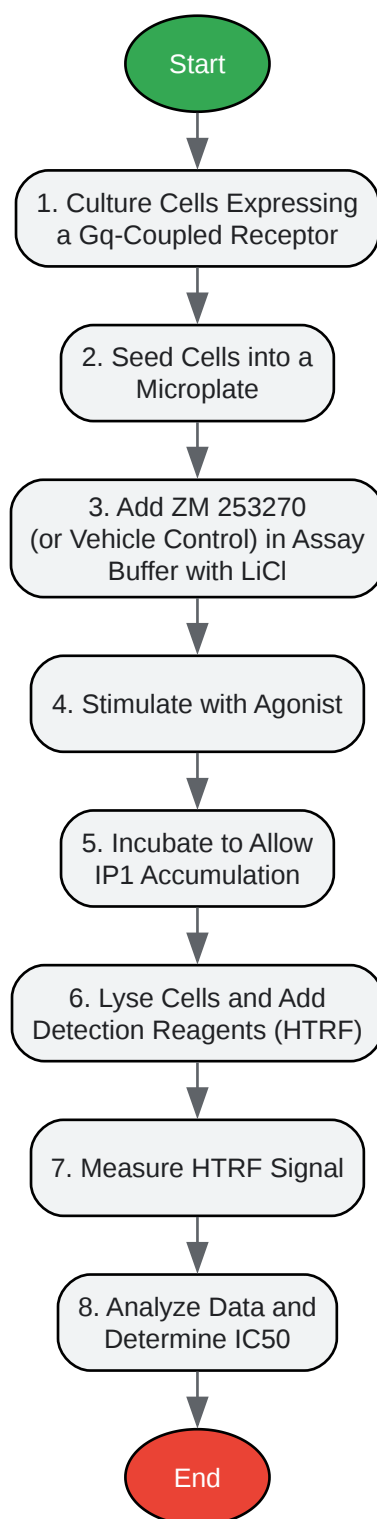 Start
1. Culture Cells Expressing
a Gq-Coupled Receptor
2. Seed Cells into a
Microplate
3. Add ZM 253270
(or Vehicle Control) in Assay
Buffer with LiCl
4. Stimulate with Agonist
5. Incubate to Allow
IP1 Accumulation
6. Lyse Cells and Add
Detection Reagents (HTRF)
7. Measure HTRF Signal
8. Analyze Data and
Determine IC50
End